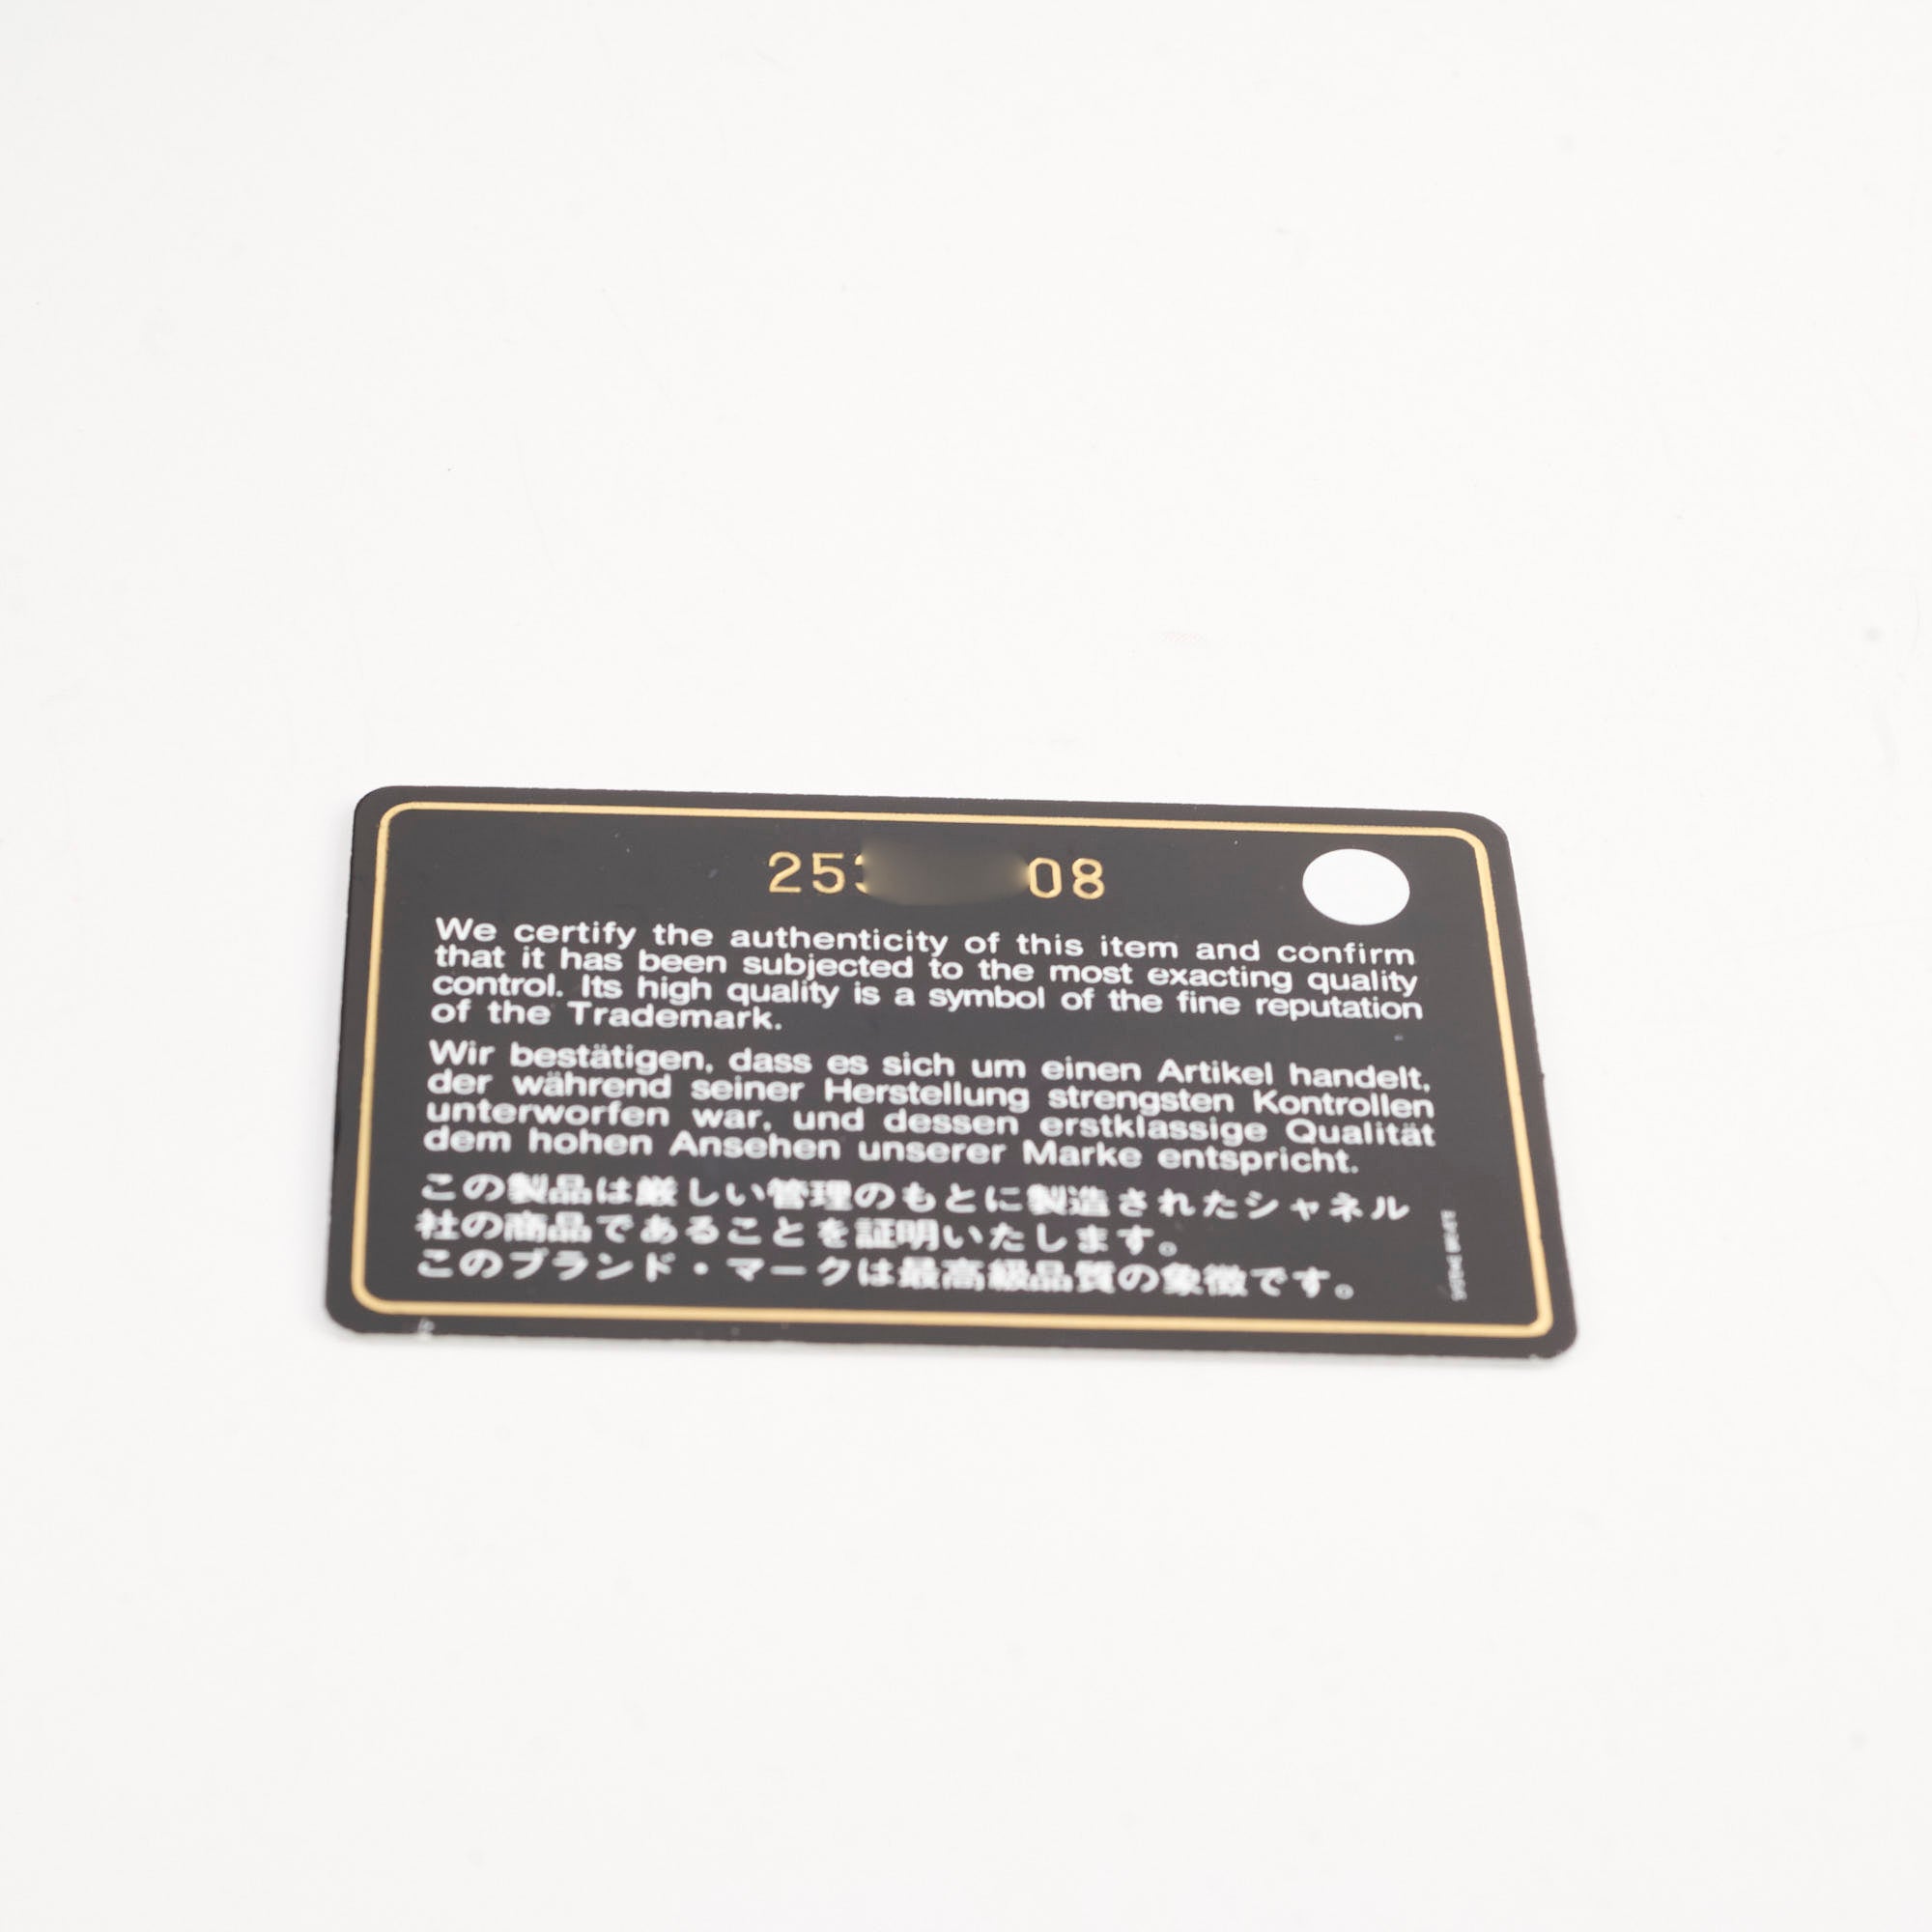 25 08
We certify the authenticity of this item and confirm
that it has been subjected to the most exacting quality
control. Its high quality is a symbol of the fine reputation
of the Trademark.
Wir bestätigen, dass es sich um einen Artikel handelt,
der während seiner Herstellung strengsten Kontrollen
unterworfen war, und dessen erstklassige Qualität
dem hohen Ansehen unserer Marke entspricht.
この製品は厳しい管理のもとに製造されたシャネル
社の商品であることを証明いたします。
このブランド・マークは最高級品質の象徴です。